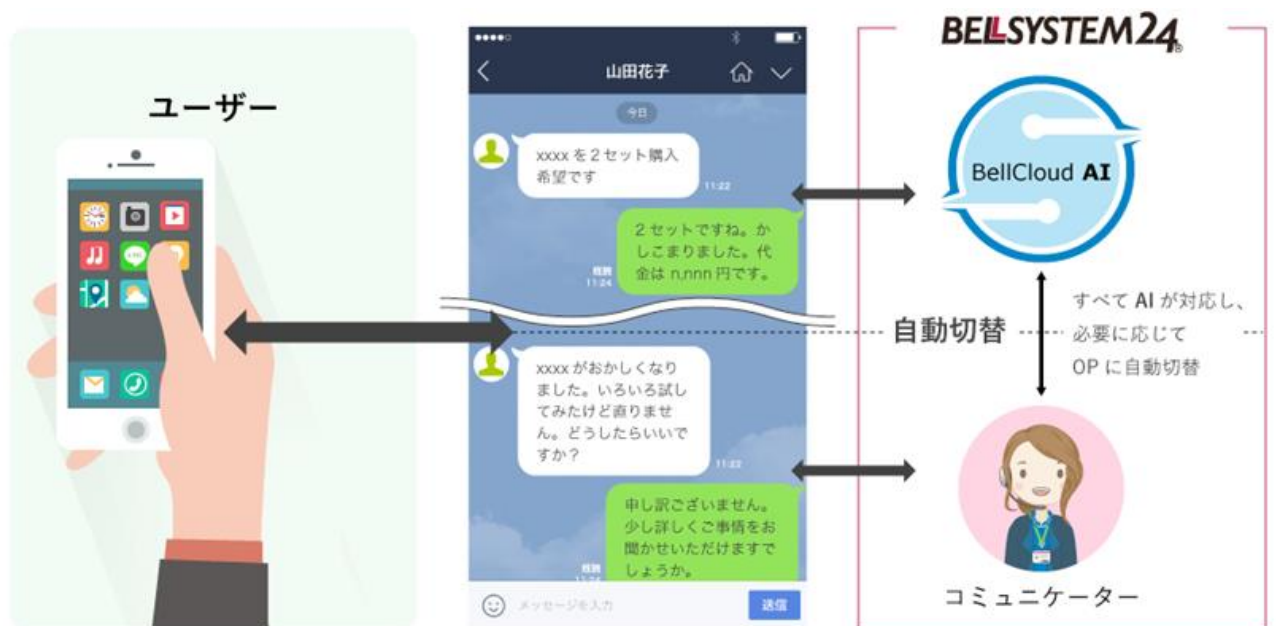 ユーザー
山田花子
今日
xxxx を2セット購入
希望です
11:22
2セットですね。か
しこまりました。代
金は n,nnn 円です。
既読
11:24
xxxx がおかしくなり
ました。いろいろ試し
てみたけど直りませ
ん。どうしたらいいで
すか？
11:22
申し訳ございません。
少し詳しくご事情をお
聞かせいただけますで
しょうか。
既読
11:24
メッセージを入力
送信
BELLSYSTEM24®
BellCloud AI
自動切替
すべて AI が対応し、
必要に応じて
OP に自動切替
コミュニケーター